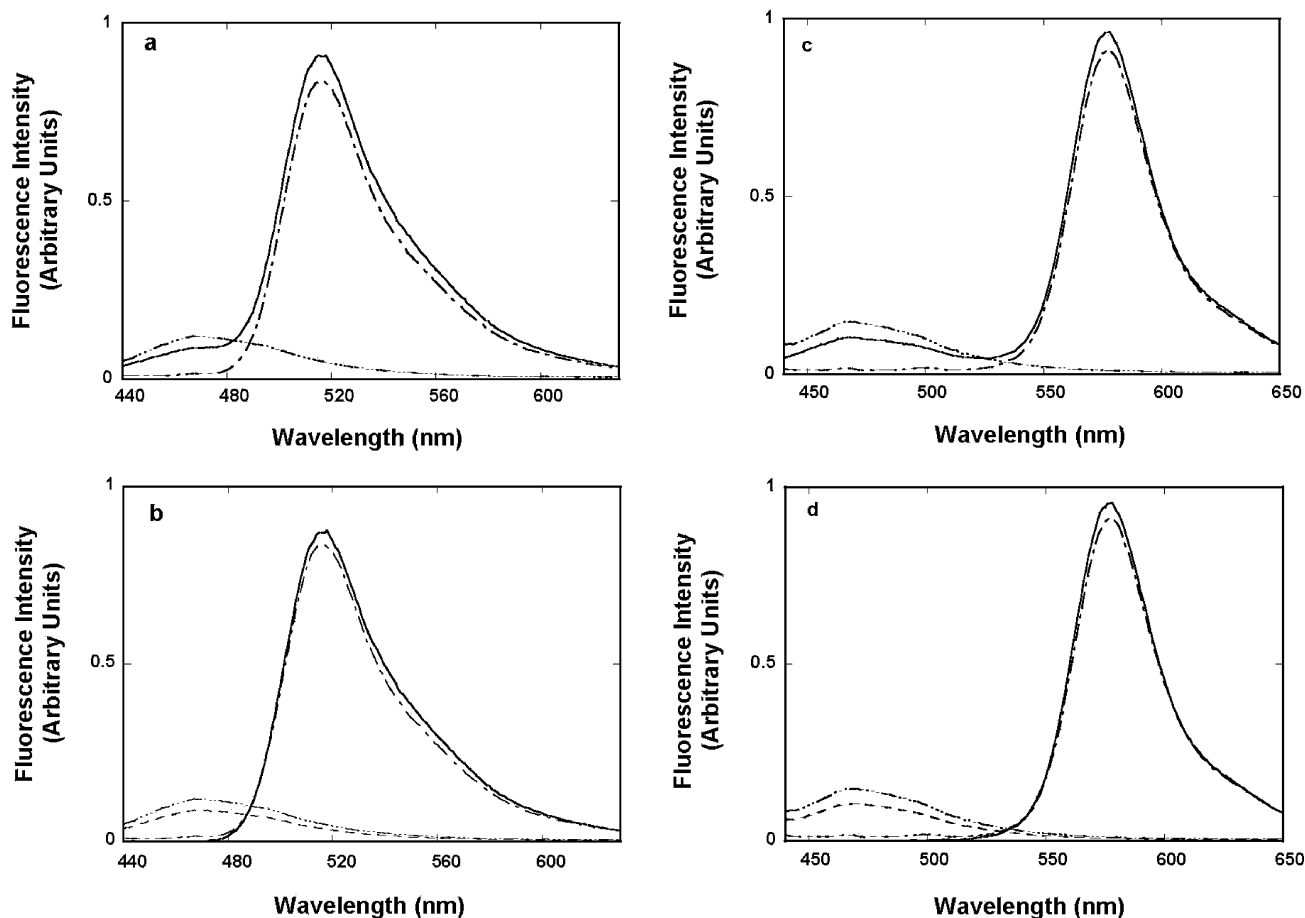 a
1
0.5
0
440
480
520
560
600
Fluorescence Intensity
(Arbitrary Units)
Wavelength (nm)
c
1
0.5
0
450
500
550
600
650
Fluorescence Intensity
(Arbitrary Units)
Wavelength (nm)
b
1
0.5
0
440
480
520
560
600
Fluorescence Intensity
(Arbitrary Units)
Wavelength (nm)
d
1
0.5
0
450
500
550
600
650
Fluorescence Intensity
(Arbitrary Units)
Wavelength (nm)